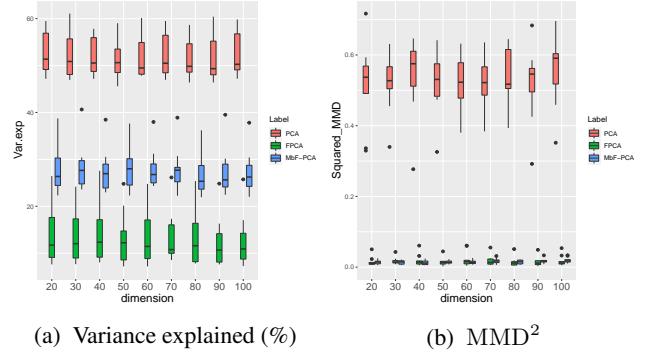 60
40
20
Var.exp
20 30 40 50 60 70 80 90 100
dimension
Label
PCA
FPCA
MbF-PCA
(a) Variance explained (%)
0.6
0.4
0.2
0.0
Squared_MMD
20 30 40 50 60 70 80 90 100
dimension
Label
PCA
FPCA
MbF-PCA
(b) MMD²